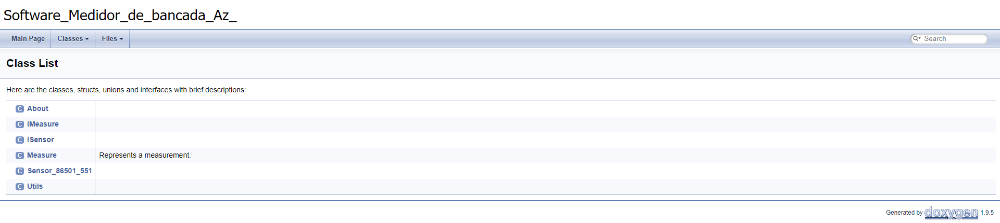 Software_Medidor_de_bancada_Az_
Main Page Classes Files Search
Class List
Here are the classes, structs, unions and interfaces with brief descriptions:
C About
C IMeasure
C ISensor
C Measure Represents a measurement.
C Sensor_86501_551
C Utils
Generated by doxygen 1.9.5